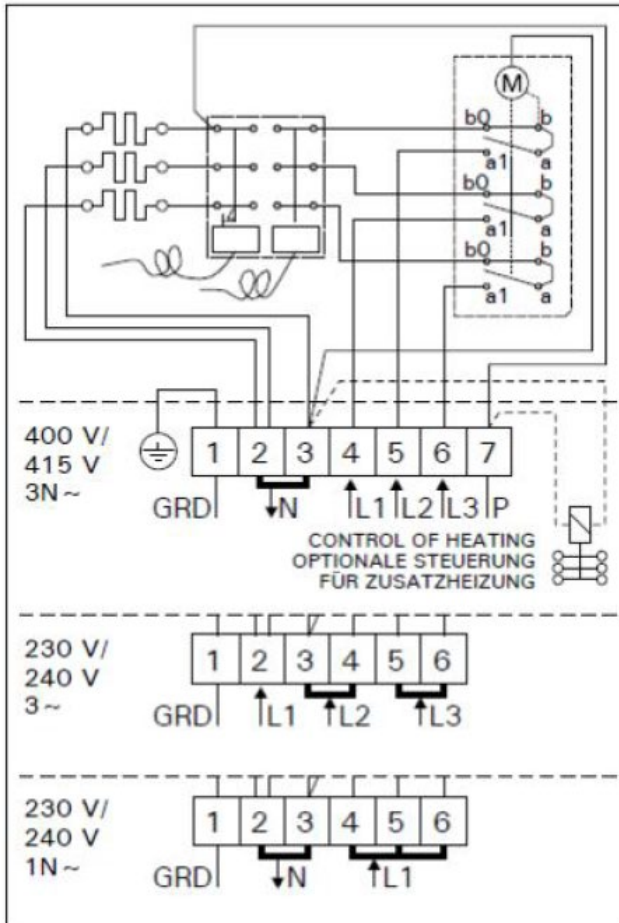 M
b0 b
a1 a
b0 b
a1 a
b0 b
a1 a
400 V/
415 V
3N~
1 2 3 4 5 6 7
GRD N L1 L2 L3 P
CONTROL OF HEATING
OPTIONALE STEUERUNG
FÜR ZUSATZHEIZUNG
230 V/
240 V
3~
1 2 3 4 5 6
GRD L1 L2 L3
230 V/
240 V
1N~
1 2 3 4 5 6
GRD N L1